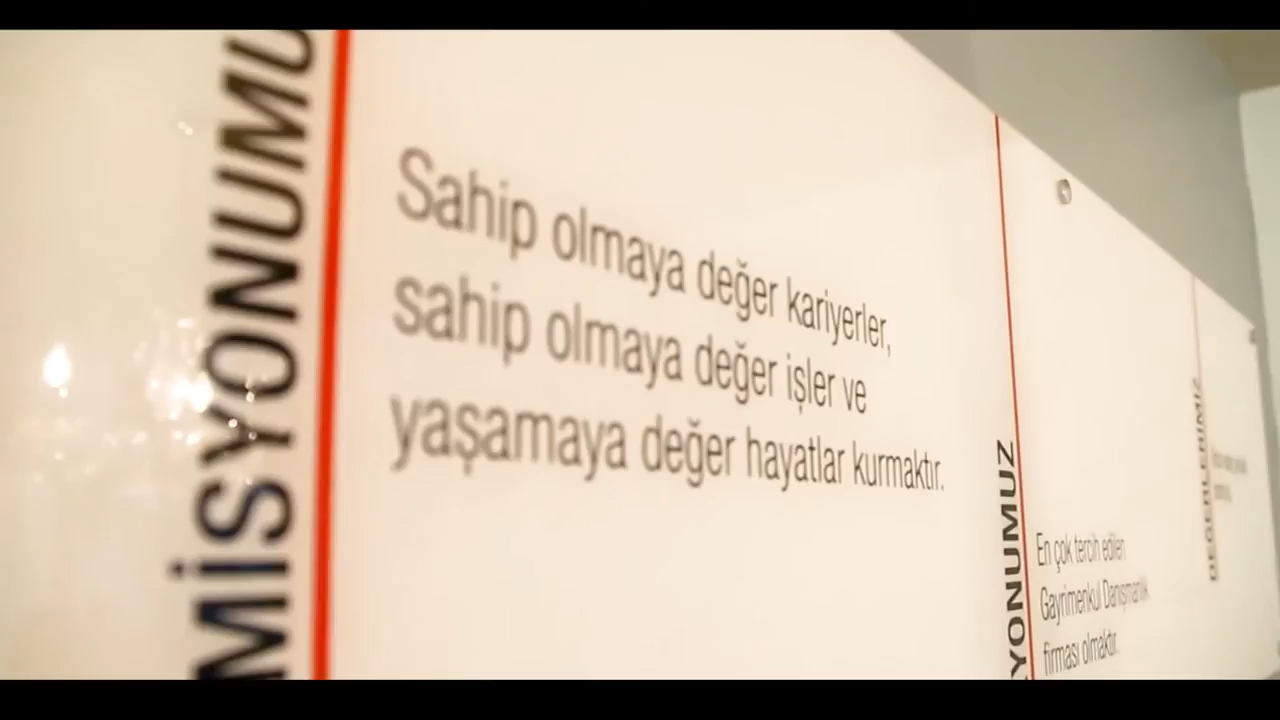 MİSYONUMU
Sahip olmaya değer kariyerler,
sahip olmaya değer işler ve
yaşamaya değer hayatlar kurmaktır.
YONUMUZ
En çok tercih edilen
Gayrimenkul Danışmanlık
firması olmaktır.
DEĞERLERİMİZ